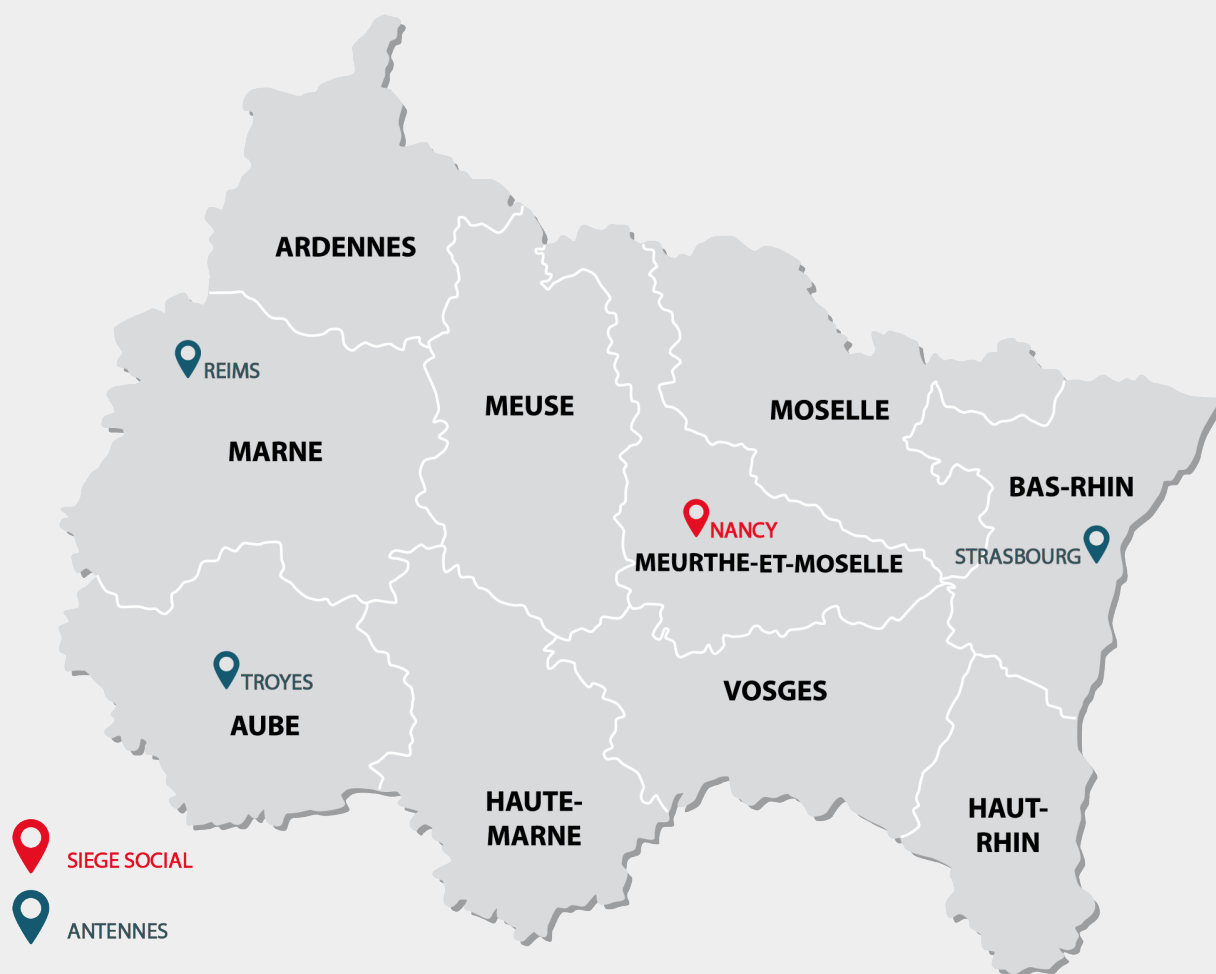 ARDENNES
REIMS
MEUSE
MOSELLE
MARNE
BAS-RHIN
NANCY
STRASBOURG
MEURTHE-ET-MOSELLE
TROYES
VOSGES
AUBE
HAUTE-
MARNE
HAUT-
RHIN
SIEGE SOCIAL
ANTENNES